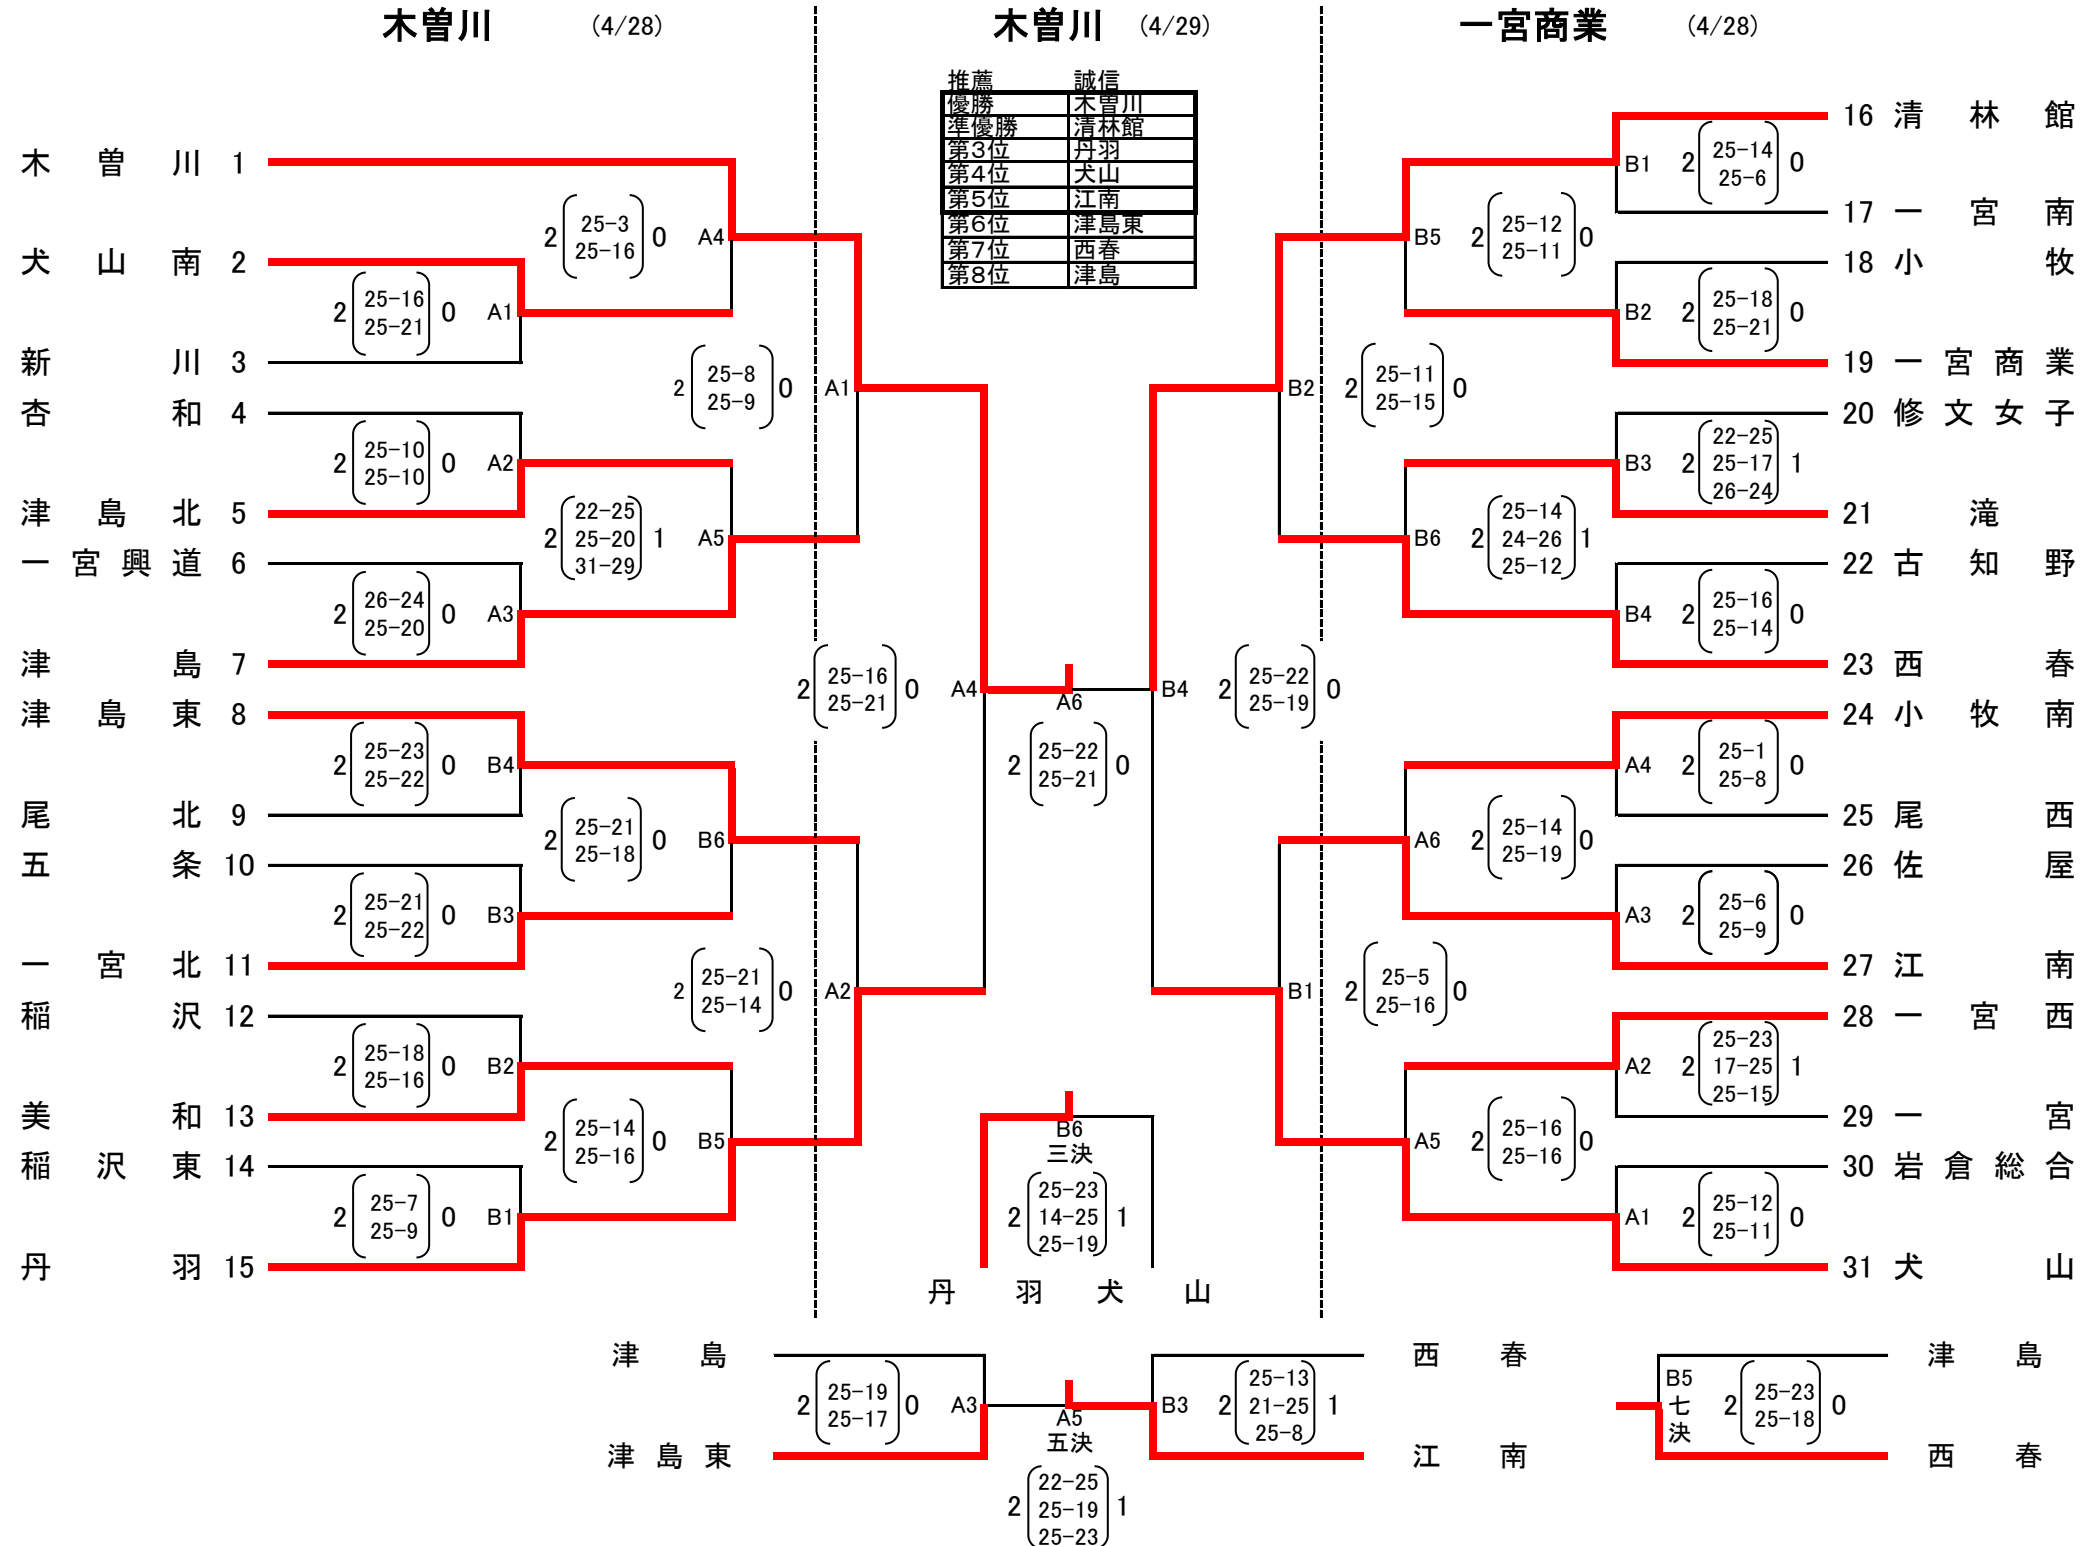 木曽川 (4/28)
木曽川 (4/29)
一宮商業 (4/28)
推薦 誠信
優勝 木曽川
準優勝 清林館
第3位 丹羽
第4位 犬山
第5位 江南
第6位 津島東
第7位 西春
第8位 津島
木曽川 1
犬山南 2
新川 3
杏和 4
津島北 5
一宮興道 6
津島 7
津島東 8
尾北 9
五条 10
一宮北 11
稲沢 12
美和 13
稲沢東 14
丹羽 15
2 25-16 0 A1
25-21
2 25-10 0 A2
25-10
2 26-24 0 A3
25-20
2 25-23 0 B4
25-22
2 25-21 0 B3
25-22
2 25-18 0 B2
25-16
2 25-7 0 B1
25-9
2 25-3 0 A4
25-16
2 22-25 1 A5
25-20
31-29
2 25-21 0 B6
25-18
2 25-14 0 B5
25-16
2 25-8 0 A1
25-9
2 25-21 0 A2
25-14
2 25-16 0 A4
25-21
A6
2 25-22 0
25-21
B4 2 25-22 0
25-19
B2 2 25-11 0
25-15
B1 2 25-5 0
25-16
B5 2 25-12 0
25-11
B6 2 25-14 1
24-26
25-12
A6 2 25-14 0
25-19
A5 2 25-16 0
25-16
B1 2 25-14 0
25-6
B2 2 25-18 0
25-21
B3 2 22-25 1
25-17
26-24
B4 2 25-16 0
25-14
A4 2 25-1 0
25-8
A3 2 25-6 0
25-9
A2 2 25-23 1
17-25
25-15
A1 2 25-12 0
25-11
16 清林館
17 一宮南
18 小牧
19 一宮商業
20 修文女子
21 滝
22 古知野
23 西春
24 小牧南
25 尾西
26 佐屋
27 江南
28 一宮西
29 一宮
30 岩倉総合
31 犬山
B6
三決
2 25-23 1
14-25
25-19
丹羽 犬山
津島
2 25-19 0 A3
25-17
津島東
A5
五決
2 22-25 1
25-19
25-23
西春
B3 2 25-13 1
21-25
25-8
江南
津島
B5
七
決
2 25-23 0
25-18
西春